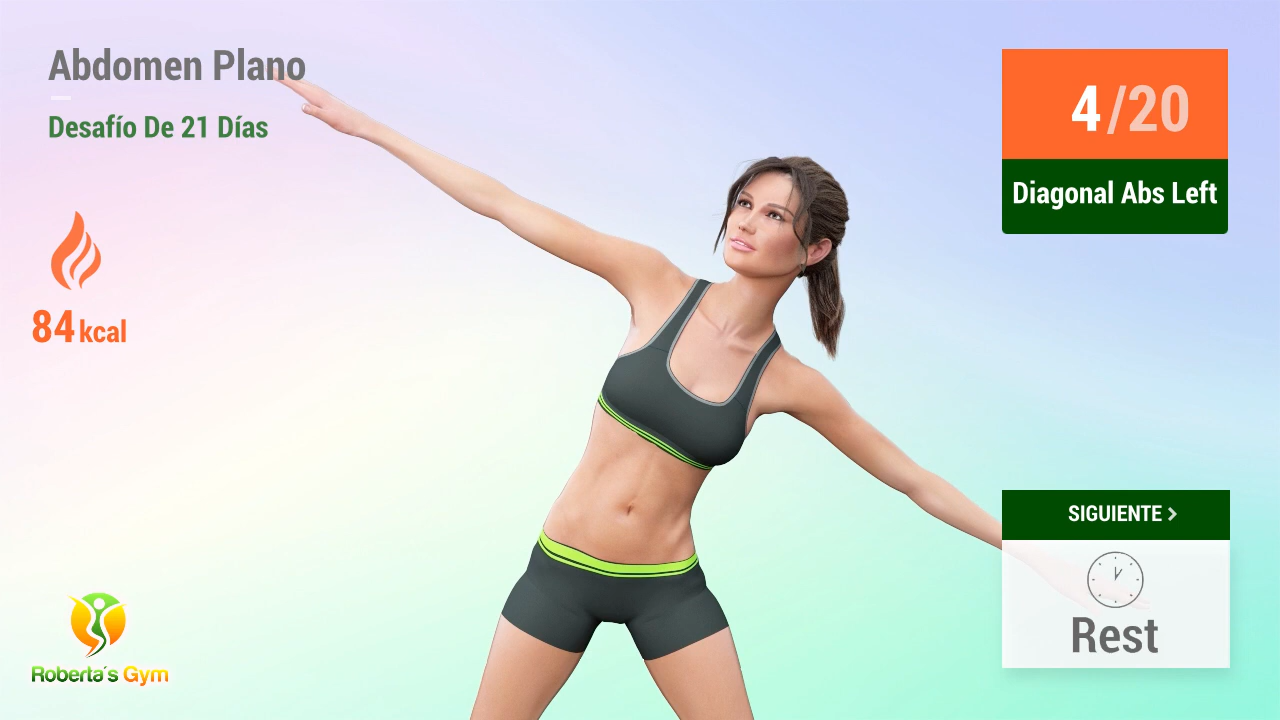 Abdomen Plano
Desafío De 21 Días
84 kcal
Roberta´s Gym
4/20
Diagonal Abs Left
SIGUIENTE >
Rest